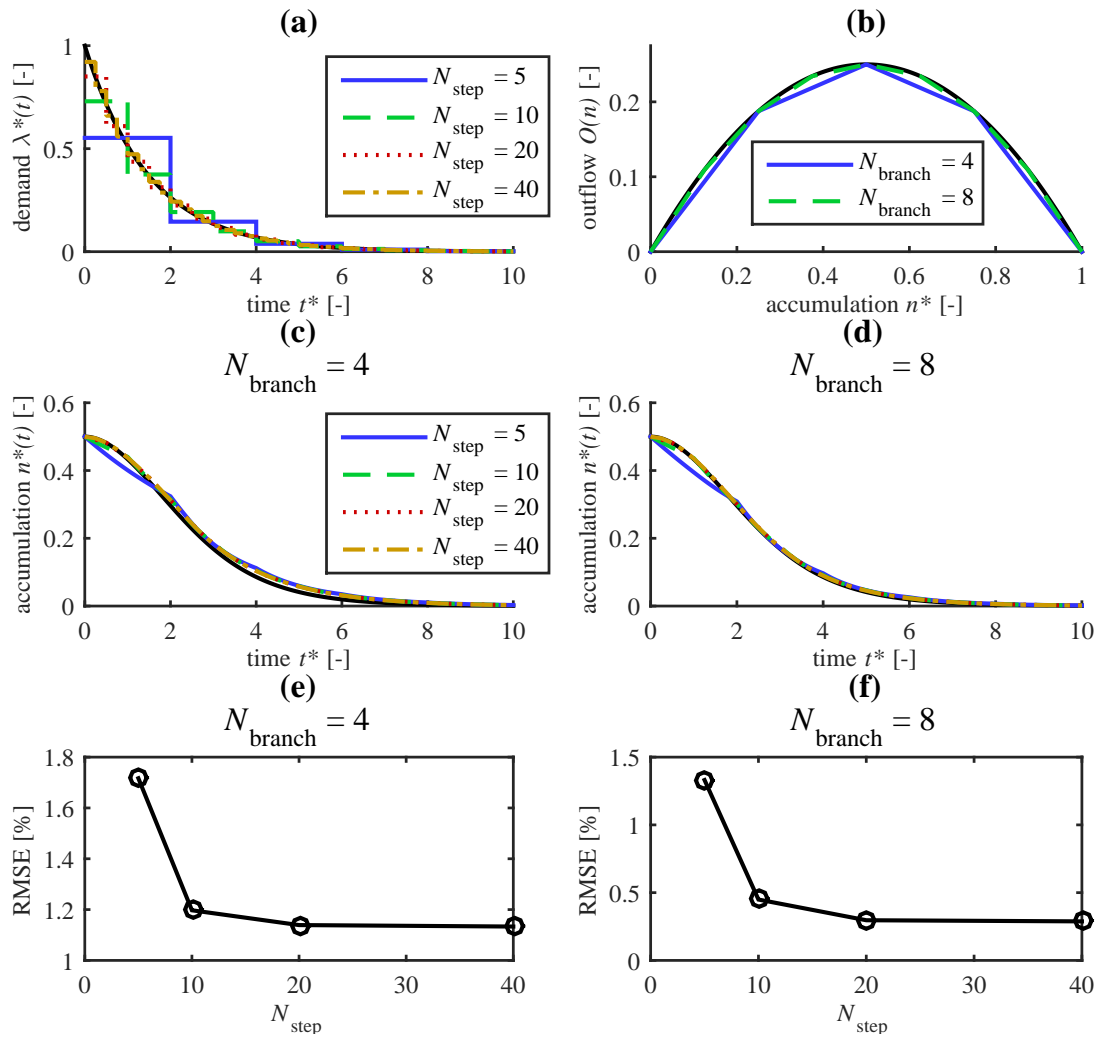 (a)
demand λ*(t) [-]
1
0.5
0
0 2 4 6 8 10
time t* [-]
N_step = 5
N_step = 10
N_step = 20
N_step = 40
(b)
outflow O(n) [-]
0.2
0.1
0
0 0.2 0.4 0.6 0.8 1
accumulation n* [-]
N_branch = 4
N_branch = 8
(c)
N_branch = 4
accumulation n*(t) [-]
0.6
0.4
0.2
0
0 2 4 6 8 10
time t* [-]
N_step = 5
N_step = 10
N_step = 20
N_step = 40
(d)
N_branch = 8
accumulation n*(t) [-]
0.6
0.4
0.2
0
0 2 4 6 8 10
time t* [-]
(e)
N_branch = 4
RMSE [%]
1.8
1.6
1.4
1.2
1
0 10 20 30 40
N_step
(f)
N_branch = 8
RMSE [%]
1.5
1
0.5
0
0 10 20 30 40
N_step